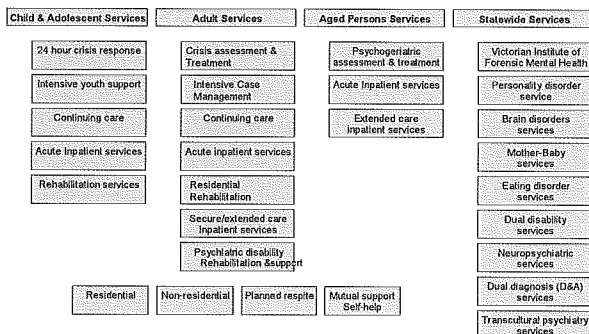 Child & Adolescent Services
Adult Services
Aged Persons Services
Statewide Services
24 hour crisis response
Intensive youth support
Continuing care
Acute Inpatient services
Rehabilitation services
Crisis assessment &
Treatment
Intensive Case
Management
Continuing care
Acute inpatient services
Residential
Rehabilitation
Secure/extended care
Inpatient services
Psychiatric disability
Rehabilitation &support
Psychogeriatric
assessment & treatment
Acute Inpatient services
Extended care
Inpatient services
Victorian Institute of
Forensic Mental Health
Personality disorder
service
Brain disorders
services
Mother-Baby
services
Eating disorder
services
Dual disability
services
Neuropsychiatric
services
Dual diagnosis (D&A)
services
Transcultural psychiatry
services
Residential
Non-residential
Planned respite
Mutual support
Self-help